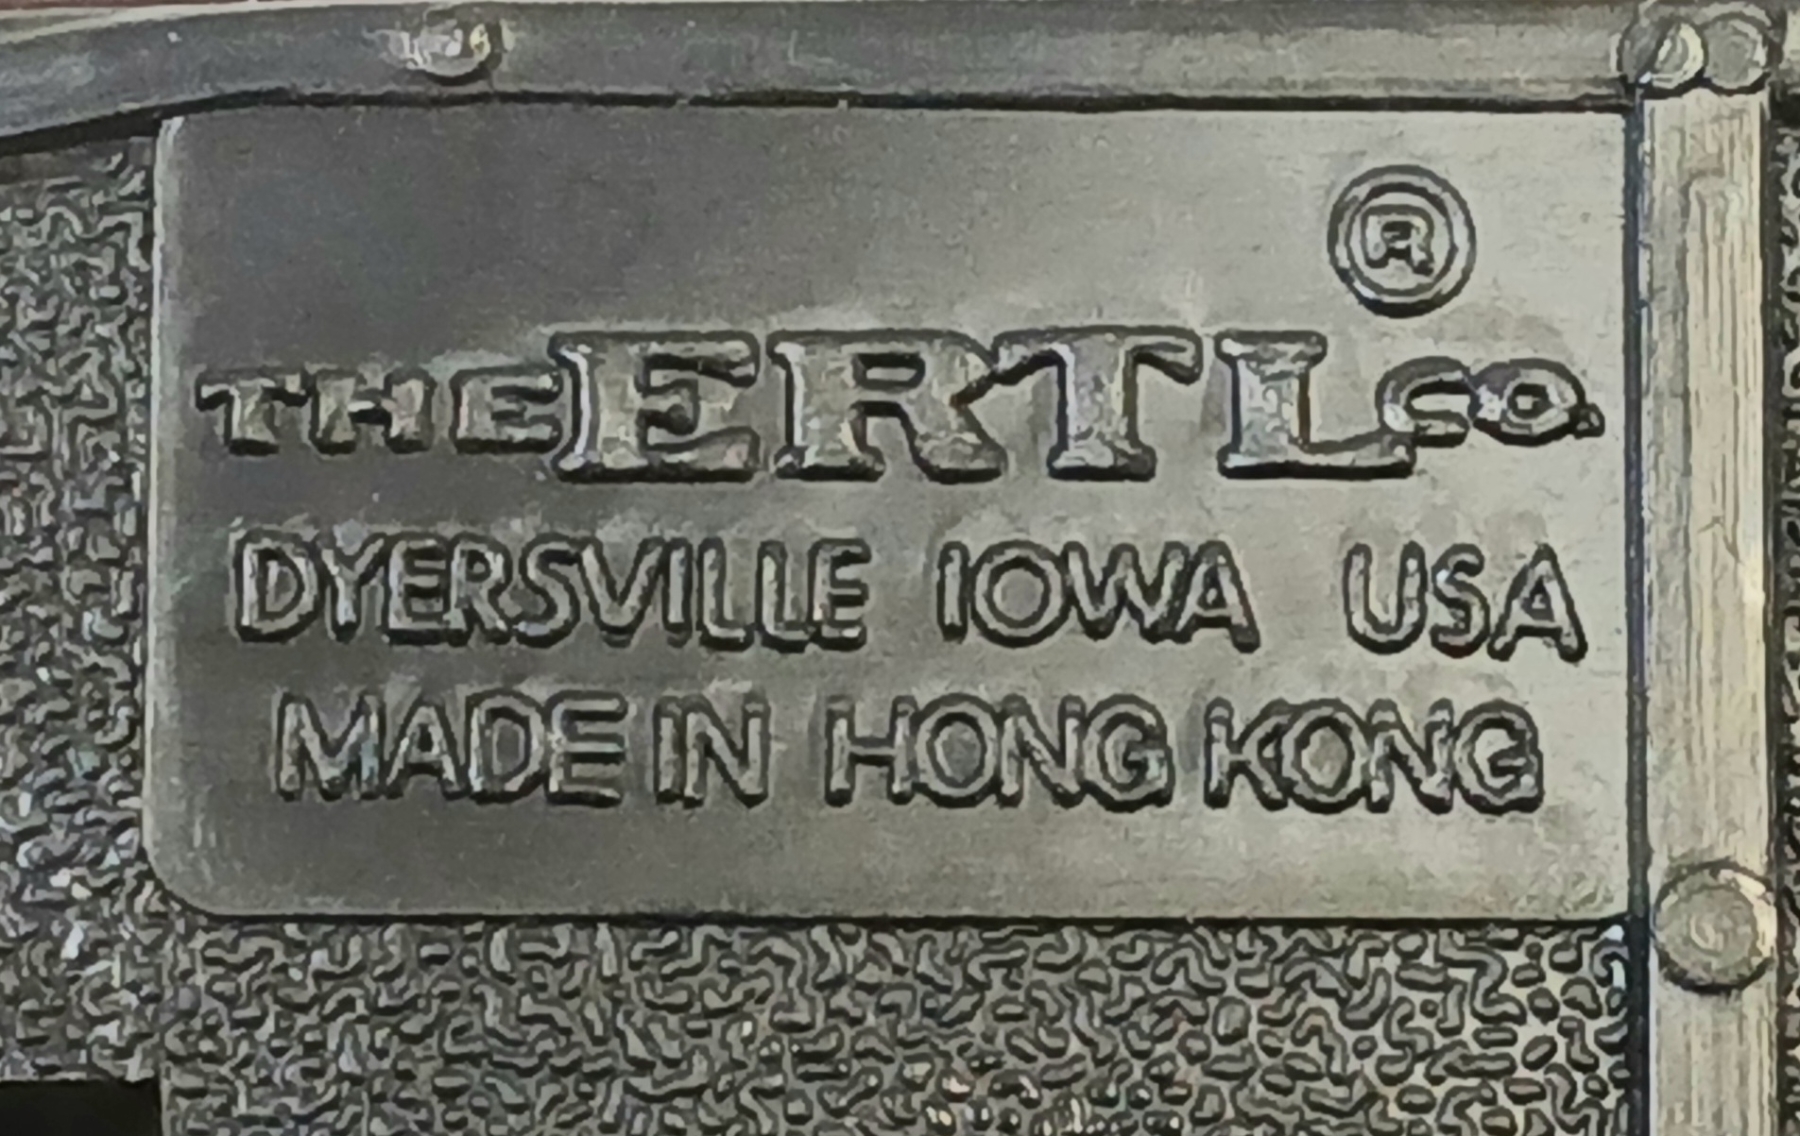 ®
THE ERTL CO.
DYERSVILLE IOWA USA
MADE IN HONG KONG